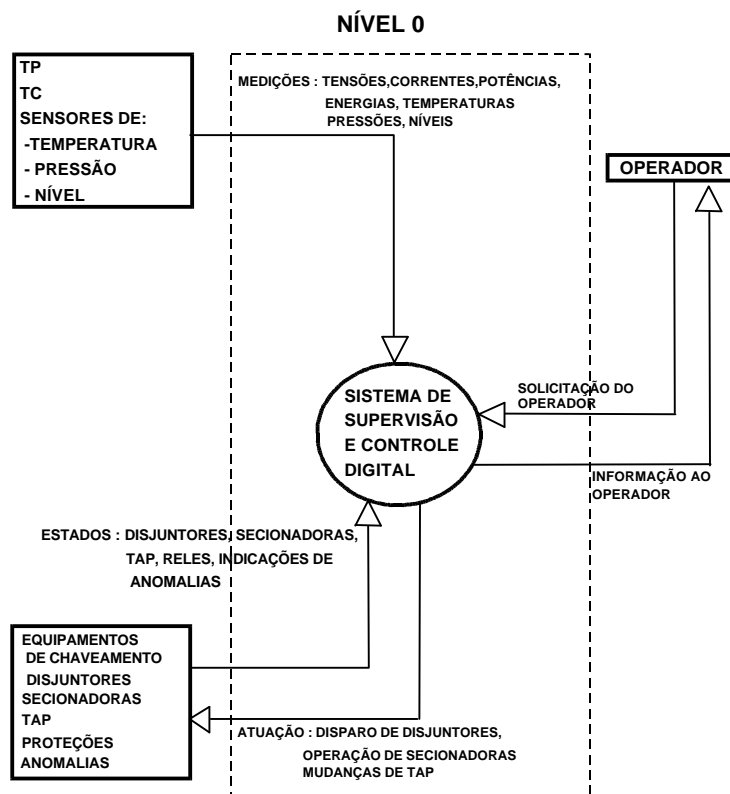 NÍVEL 0
TP
TC
SENSORES DE:
-TEMPERATURA
- PRESSÃO
- NÍVEL
MEDIÇÕES : TENSÕES,CORRENTES,POTÊNCIAS,
ENERGIAS, TEMPERATURAS
PRESSÕES, NÍVEIS
OPERADOR
SISTEMA DE
SUPERVISÃO
E CONTROLE
DIGITAL
SOLICITAÇÃO DO
OPERADOR
INFORMAÇÃO AO
OPERADOR
ESTADOS : DISJUNTORES, SECIONADORAS,
TAP, RELES, INDICAÇÕES DE
ANOMALIAS
EQUIPAMENTOS
DE CHAVEAMENTO
DISJUNTORES
SECIONADORAS
TAP
PROTEÇÕES
ANOMALIAS
ATUAÇÃO : DISPARO DE DISJUNTORES,
OPERAÇÃO DE SECIONADORAS
MUDANÇAS DE TAP